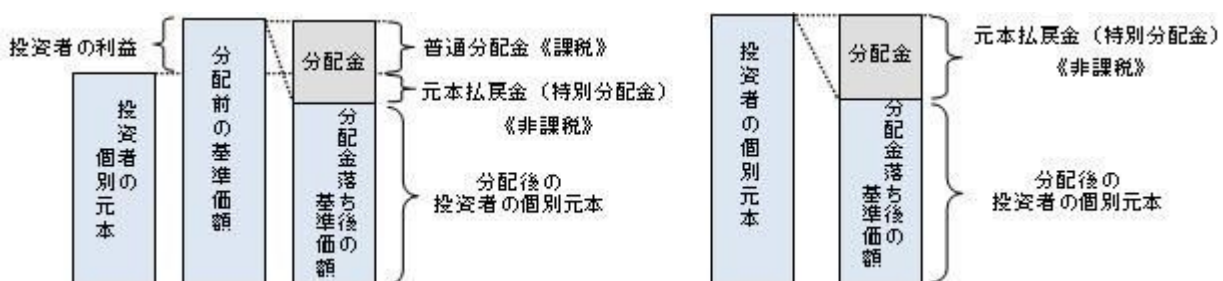 投資者の利益
投資者の
個別元本
分配前の基準価額
分配金
分配金落ち後の
基準価額
普通分配金《課税》
元本払戻金（特別分配金）
《非課税》
分配後の
投資者の個別元本
投資者の個別元本
分配金
分配金落ち後の
基準価額
元本払戻金（特別分配金）
《非課税》
分配後の
投資者の個別元本